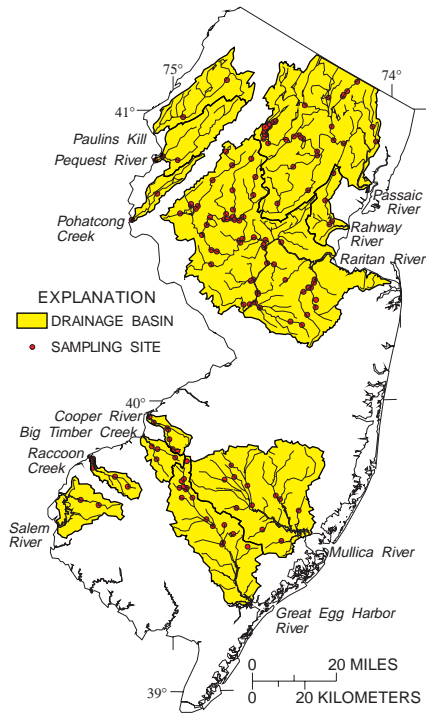 75°
74°
41°
Paulins Kill
Pequest River
Pohatcong
Creek
Passaic
River
Rahway
River
Raritan River
EXPLANATION
DRAINAGE BASIN
SAMPLING SITE
40°
Cooper River
Big Timber Creek
Raccoon
Creek
Salem
River
Mullica River
Great Egg Harbor
River
0 20 MILES
0 20 KILOMETERS
39°